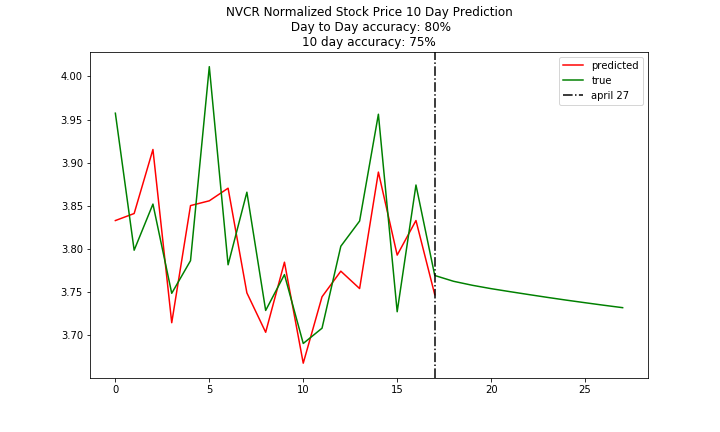 NVCR Normalized Stock Price 10 Day Prediction
Day to Day accuracy: 80%
10 day accuracy: 75%
predicted
true
april 27
4.00
3.95
3.90
3.85
3.80
3.75
3.70
0 5 10 15 20 25